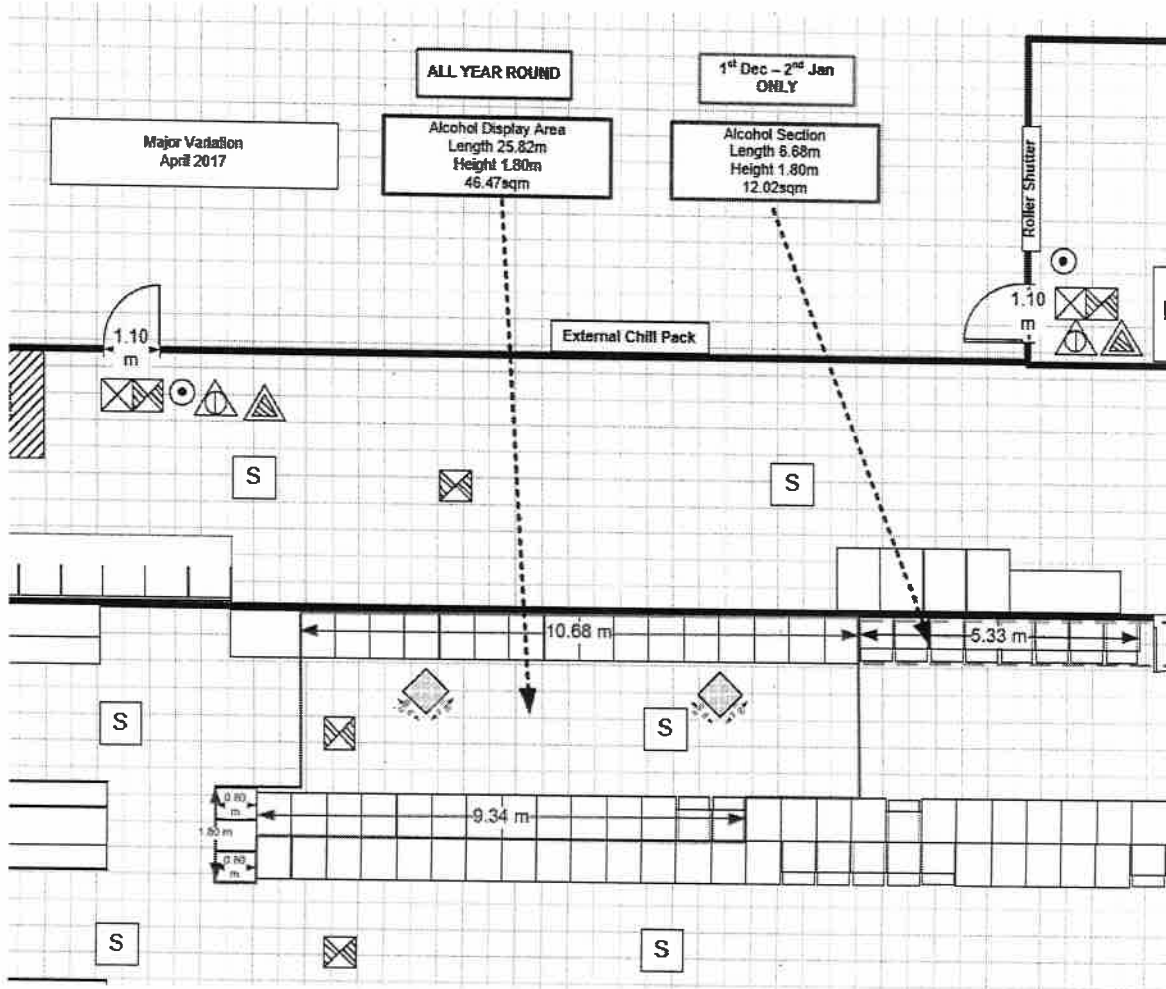 ALL YEAR ROUND
1st Dec – 2nd Jan
ONLY
Major Variation
April 2017
Alcohol Display Area
Length 25.82m
Height 1.80m
46.47sqm
Alcohol Section
Length 6.68m
Height 1.80m
12.02sqm
Roller Shutter
1.10
m
1.10
m
External Chill Pack
S
S
10.68 m
5.33 m
S
S
0.80
m
1.80 m
9.34 m
0.80
m
S
S